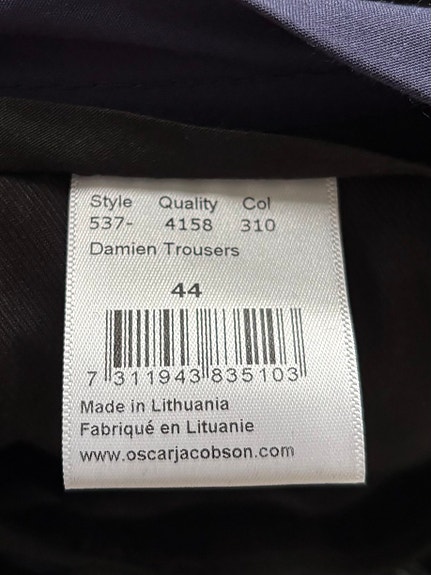 Style Quality Col
537- 4158 310
Damien Trousers
44
7 311943 835103
Made in Lithuania
Fabriqué en Lituanie
www.oscarjacobson.com